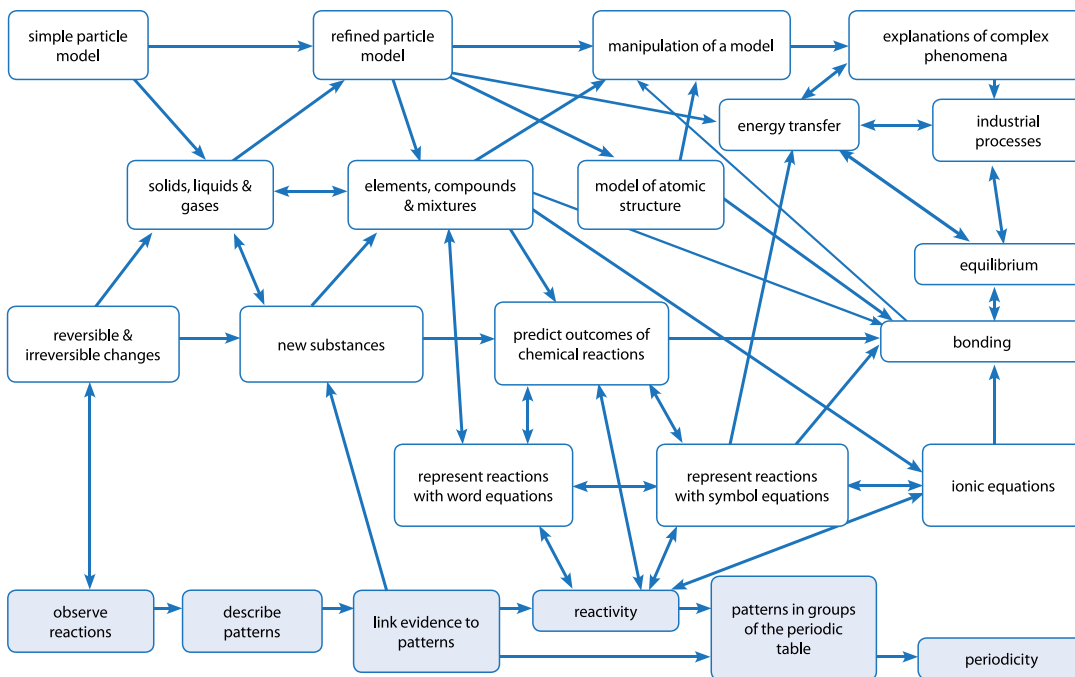 simple particle
model
refined particle
model
manipulation of a model
explanations of complex
phenomena
energy transfer
industrial
processes
solids, liquids &
gases
elements, compounds
& mixtures
model of atomic
structure
equilibrium
reversible &
irreversible changes
new substances
predict outcomes of
chemical reactions
bonding
represent reactions
with word equations
represent reactions
with symbol equations
ionic equations
observe
reactions
describe
patterns
link evidence to
patterns
reactivity
patterns in groups
of the periodic
table
periodicity